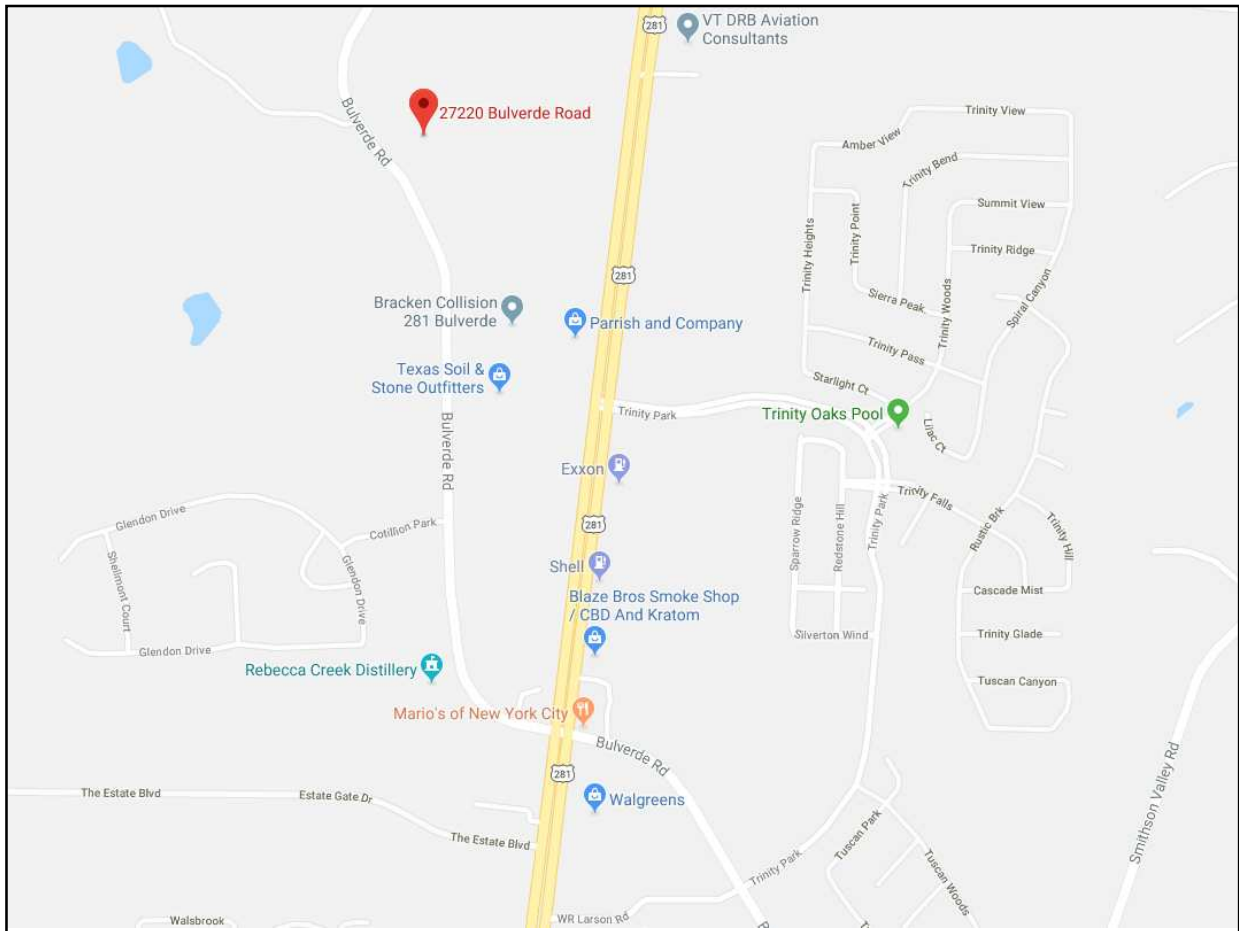 281
VT DRB Aviation
Consultants
Bulverde Rd
27220 Bulverde Road
Trinity View
Amber View
Trinity Bend
Summit View
Trinity Point
Trinity Heights
Trinity Ridge
281
Sierra Peak
Trinity Woods
Spiral Canyon
Bracken Collision
281 Bulverde
Parrish and Company
Trinity Pass
Texas Soil &
Stone Outfitters
Starlight Ct
Trinity Park
Trinity Oaks Pool
Lilac Ct
Bulverde Rd
Exxon
Trinity Falls
Glendon Drive
Cotillion Park
281
Sparrow Ridge
Redstone Hill
Trinity Park
Rustic Brk
Trinity Hill
Shellmont Court
Glendon Drive
Shell
Blaze Bros Smoke Shop
/ CBD And Kratom
Cascade Mist
Silverton Wind
Trinity Glade
Glendon Drive
Rebecca Creek Distillery
Tuscan Canyon
Mario's of New York City
Bulverde Rd
281
Smithson Valley Rd
The Estate Blvd
Estate Gate Dr
Walgreens
The Estate Blvd
Tuscan Park
Trinity Park
Tuscan Woods
Walsbrook
WR Larson Rd